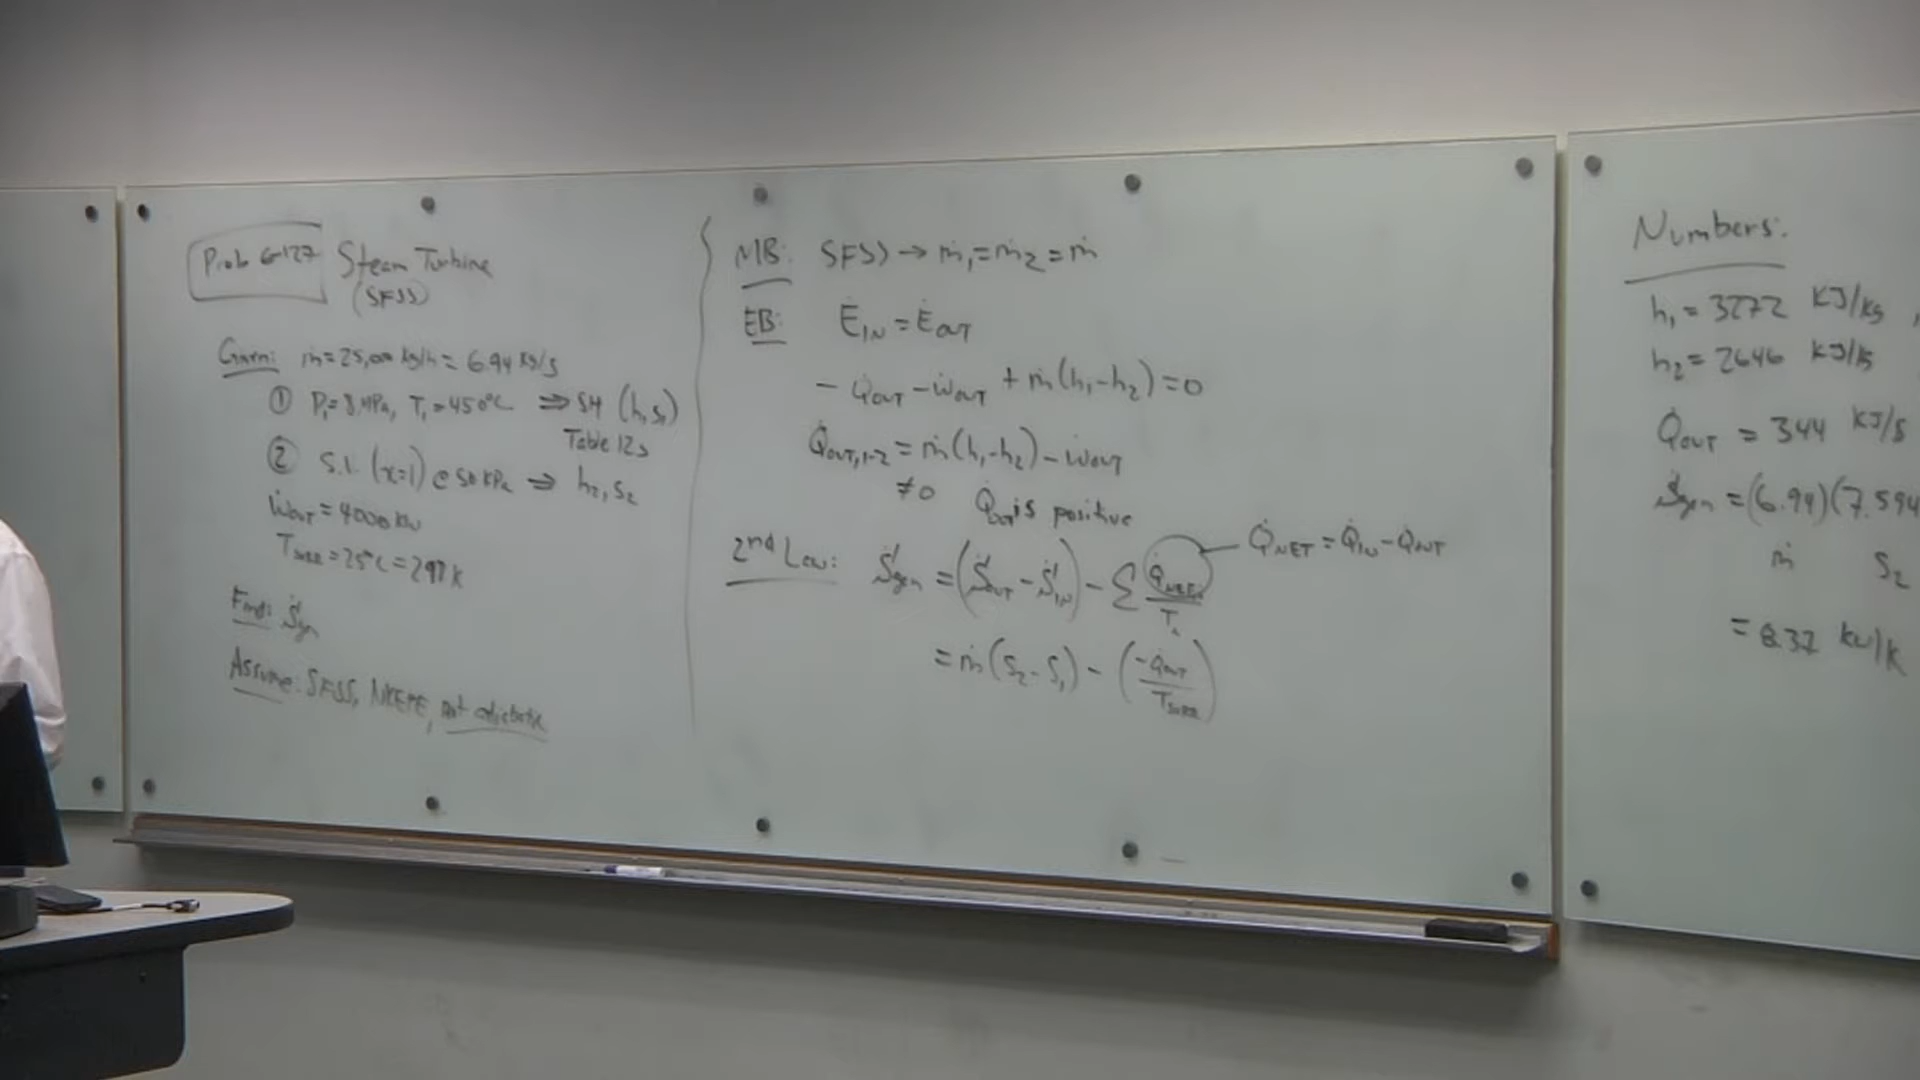 Prob 6-127 Steam Turbine
(SFSS)
Given: ṁ=25,000 kg/h = 6.94 kg/s
① P₁=8 MPa, T₁=450°C ⇒ SH (h₁,s₁)
Table 12s
② S.V. (x=1) @ 50 kPa ⇒ h₂, s₂
Ẇout = 4000 kW
Tsurr = 25°C = 298 K
Find: Ṡgen
Assume: SFSS, NKEPE, not adiabatic
MB: SFSS → ṁ₁=ṁ₂=ṁ
EB: ĖIN = ĖOUT
- Q̇OUT - ẆOUT + ṁ(h₁-h₂) = 0
Q̇OUT,1-2 = ṁ(h₁-h₂) - ẆOUT
≠0 Q̇OUT is positive
2nd Law: Ṡgen = (ṠOUT - ṠIN) - Σ Q̇NET/T
Q̇NET = Q̇IN - Q̇OUT
= ṁ(s₂-s₁) - (-Q̇OUT/TSURR)
Numbers:
h₁ = 3272 KJ/kg,
h₂ = 2646 KJ/k
Q̇OUT = 344 KJ/s
Ṡgen = (6.94)(7.594
ṁ s₂
= 8.37 kW/K